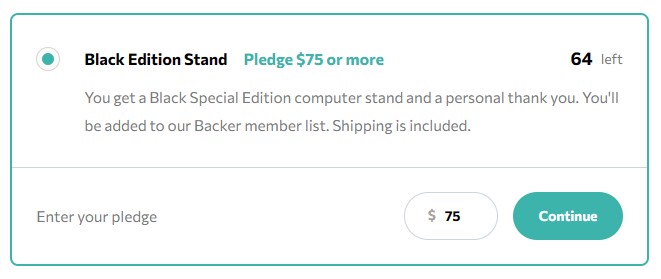 Black Edition Stand Pledge $75 or more 64 left
You get a Black Special Edition computer stand and a personal thank you. You'll
be added to our Backer member list. Shipping is included.
Enter your pledge $ 75 Continue